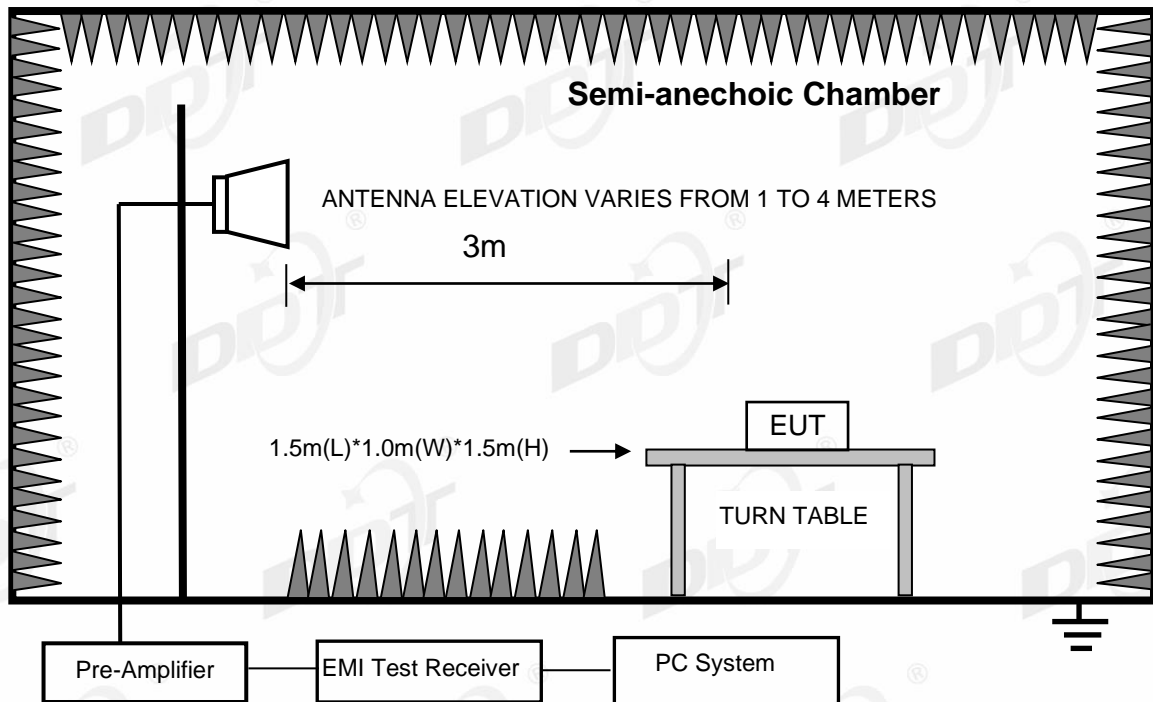 Semi-anechoic Chamber
ANTENNA ELEVATION VARIES FROM 1 TO 4 METERS
3m
EUT
1.5m(L)*1.0m(W)*1.5m(H)
TURN TABLE
Pre-Amplifier
EMI Test Receiver
PC System
DDT